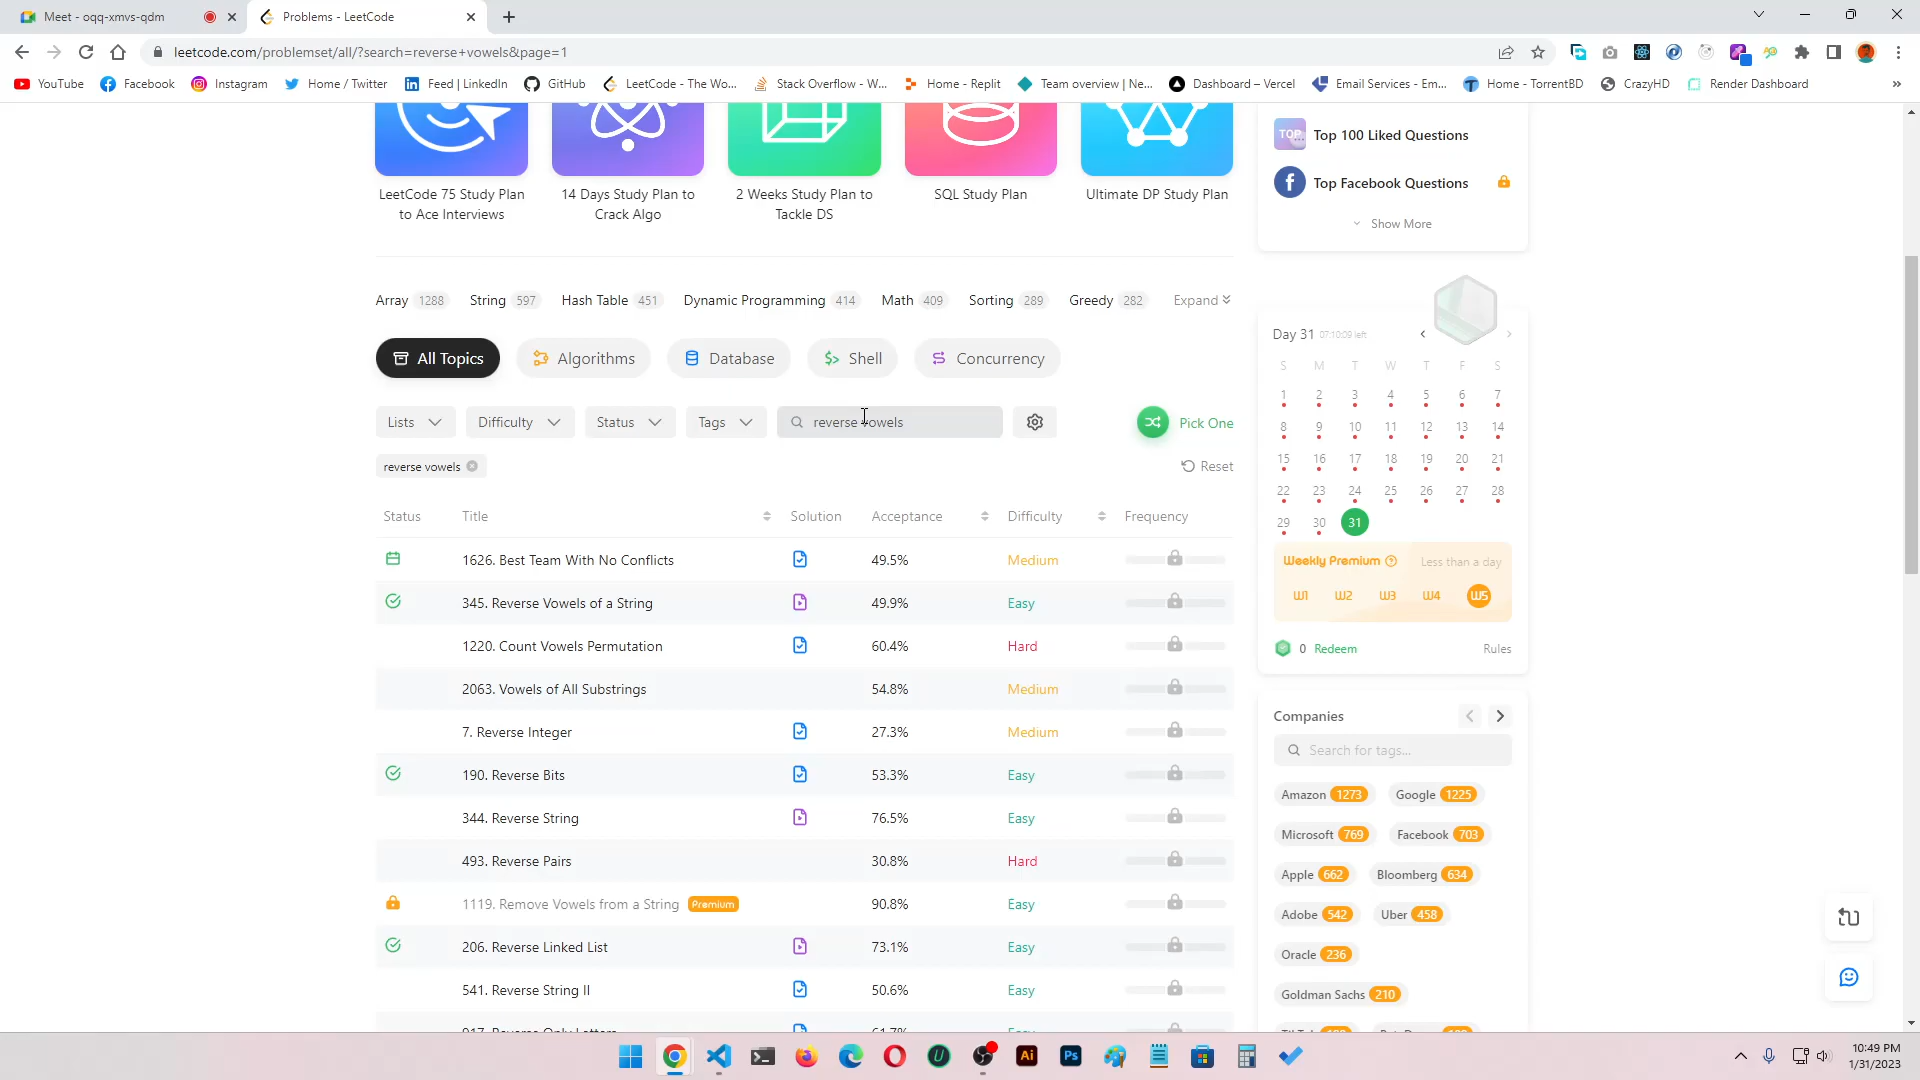 Meet - oqq-xmvs-qdm
Problems - LeetCode
leetcode.com/problemset/all/?search=reverse+vowels&page=1
YouTube Facebook Instagram Home / Twitter Feed | LinkedIn GitHub LeetCode - The Wo... Stack Overflow - W... Home - Replit Team overview | Ne... Dashboard – Vercel Email Services - Em... Home - TorrentBD CrazyHD Render Dashboard »
LeetCode 75 Study Plan
to Ace Interviews
14 Days Study Plan to
Crack Algo
2 Weeks Study Plan to
Tackle DS
SQL Study Plan
Ultimate DP Study Plan
Array 1288 String 597 Hash Table 451 Dynamic Programming 414 Math 409 Sorting 289 Greedy 282 Expand
All Topics Algorithms Database $> Shell Concurrency
Lists Difficulty Status Tags reverse vowels Pick One
reverse vowels Reset
Status Title Solution Acceptance Difficulty Frequency
1626. Best Team With No Conflicts 49.5% Medium
345. Reverse Vowels of a String 49.9% Easy
1220. Count Vowels Permutation 60.4% Hard
2063. Vowels of All Substrings 54.8% Medium
7. Reverse Integer 27.3% Medium
190. Reverse Bits 53.3% Easy
344. Reverse String 76.5% Easy
493. Reverse Pairs 30.8% Hard
1119. Remove Vowels from a String Premium 90.8% Easy
206. Reverse Linked List 73.1% Easy
541. Reverse String II 50.6% Easy
917. Reverse Only Letters 61.7% Easy
TOP Top 100 Liked Questions
Top Facebook Questions
Show More
Day 31 07:10:09 left
S M T W T F S
1 2 3 4 5 6 7
8 9 10 11 12 13 14
15 16 17 18 19 20 21
22 23 24 25 26 27 28
29 30 31
Weekly Premium Less than a day
W1 W2 W3 W4 W5
0 Redeem Rules
Companies
Search for tags...
Amazon 1273 Google 1225
Microsoft 769 Facebook 703
Apple 662 Bloomberg 634
Adobe 542 Uber 458
Oracle 236
Goldman Sachs 210
Ai Ps
10:49 PM
1/31/2023